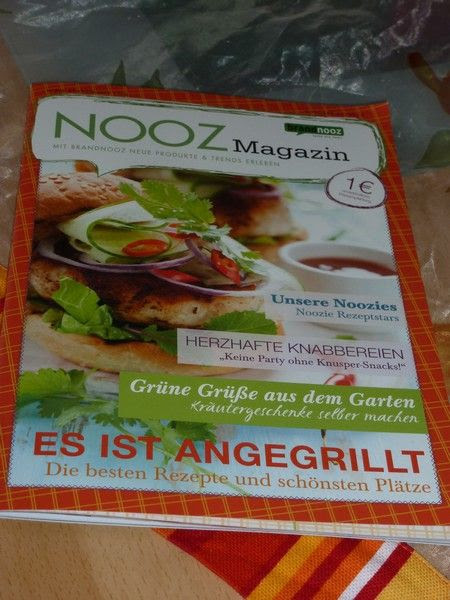 NOOZ Magazin
brandnooz
MIT BRANDNOOZ NEUE PRODUKTE & TRENDS ERLEBEN
1€
Unsere Noozies
Noozie Rezeptstars
HERZHAFTE KNABBEREIEN
„Keine Party ohne Knusper-Snacks!“
Grüne Grüße aus dem Garten
Kräutergeschenke selber machen
ES IST ANGEGRILLT
Die besten Rezepte und schönsten Plätze